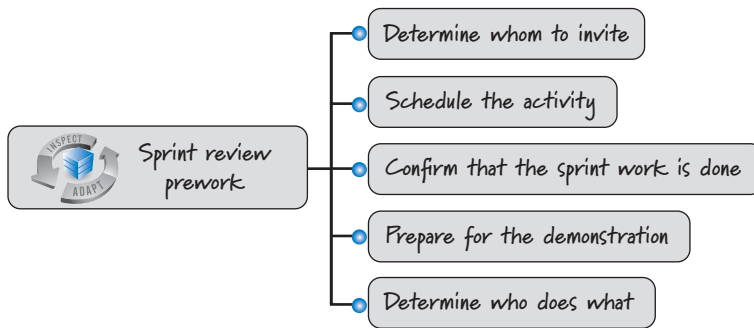 Determine whom to invite
Schedule the activity
INSPECT
ADAPT
Sprint review
prework
Confirm that the sprint work is done
Prepare for the demonstration
Determine who does what